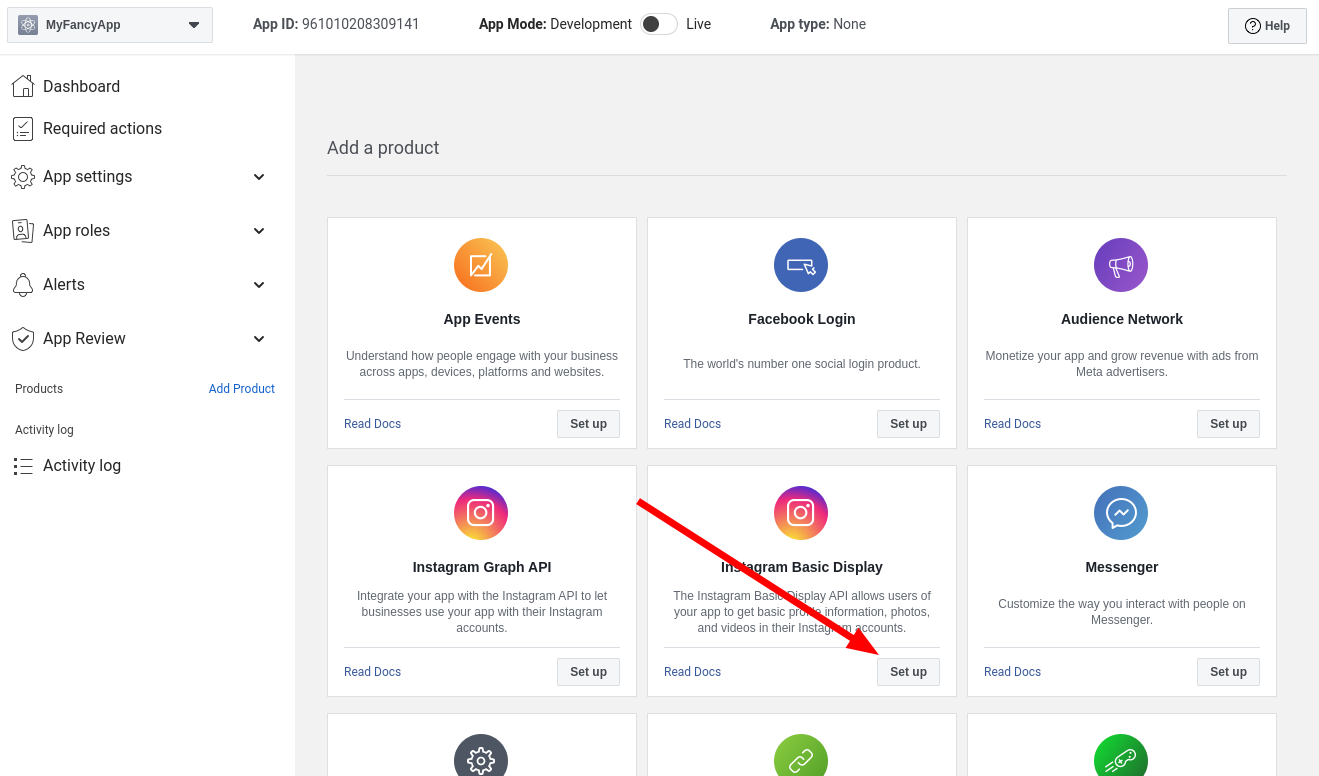 MyFancyApp
App ID: 961010208309141
App Mode: Development
Live
App type: None
Help
Dashboard
Required actions
App settings
App roles
Alerts
App Review
Products
Add Product
Activity log
Activity log
Add a product
App Events
Understand how people engage with your business
across apps, devices, platforms and websites.
Read Docs
Set up
Facebook Login
The world's number one social login product.
Read Docs
Set up
Audience Network
Monetize your app and grow revenue with ads from
Meta advertisers.
Read Docs
Set up
Instagram Graph API
Integrate your app with the Instagram API to let
businesses use your app with their Instagram
accounts.
Read Docs
Set up
Instagram Basic Display
The Instagram Basic Display API allows users of
your app to get basic profile information, photos,
and videos in their Instagram accounts.
Read Docs
Set up
Messenger
Customize the way you interact with people on
Messenger.
Read Docs
Set up